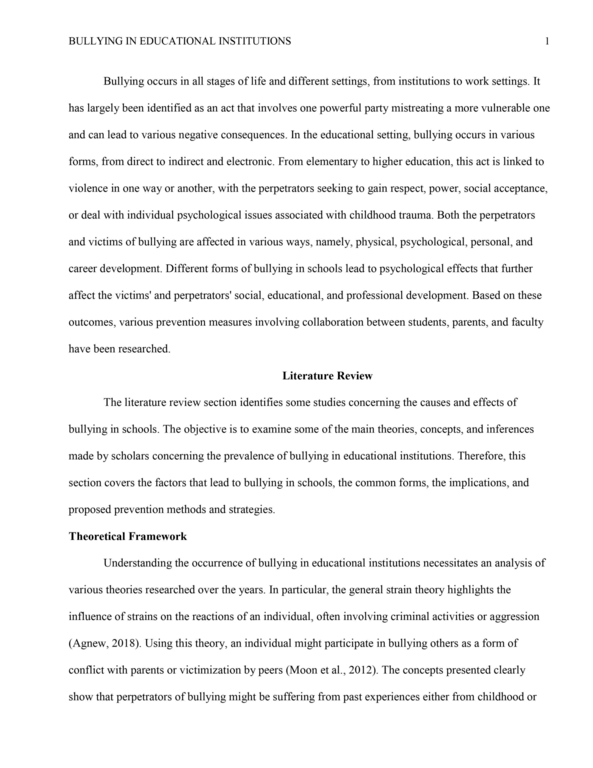 BULLYING IN EDUCATIONAL INSTITUTIONS 1
Bullying occurs in all stages of life and different settings, from institutions to work settings. It
has largely been identified as an act that involves one powerful party mistreating a more vulnerable one
and can lead to various negative consequences. In the educational setting, bullying occurs in various
forms, from direct to indirect and electronic. From elementary to higher education, this act is linked to
violence in one way or another, with the perpetrators seeking to gain respect, power, social acceptance,
or deal with individual psychological issues associated with childhood trauma. Both the perpetrators
and victims of bullying are affected in various ways, namely, physical, psychological, personal, and
career development. Different forms of bullying in schools lead to psychological effects that further
affect the victims' and perpetrators' social, educational, and professional development. Based on these
outcomes, various prevention measures involving collaboration between students, parents, and faculty
have been researched.
Literature Review
The literature review section identifies some studies concerning the causes and effects of
bullying in schools. The objective is to examine some of the main theories, concepts, and inferences
made by scholars concerning the prevalence of bullying in educational institutions. Therefore, this
section covers the factors that lead to bullying in schools, the common forms, the implications, and
proposed prevention methods and strategies.
Theoretical Framework
Understanding the occurrence of bullying in educational institutions necessitates an analysis of
various theories researched over the years. In particular, the general strain theory highlights the
influence of strains on the reactions of an individual, often involving criminal activities or aggression
(Agnew, 2018). Using this theory, an individual might participate in bullying others as a form of
conflict with parents or victimization by peers (Moon et al., 2012). The concepts presented clearly
show that perpetrators of bullying might be suffering from past experiences either from childhood or